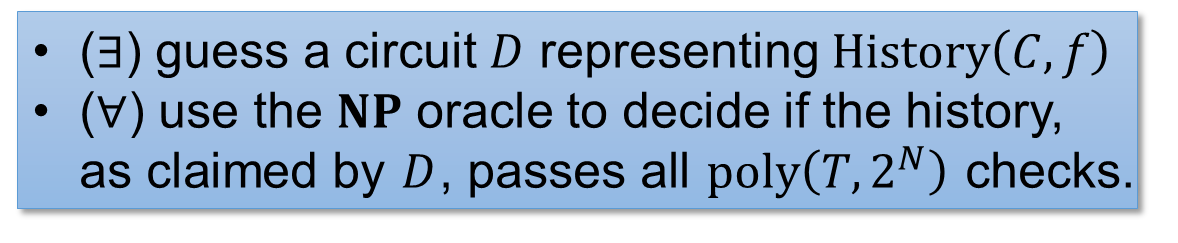 • (∃) guess a circuit D representing History(C, f)
• (∀) use the NP oracle to decide if the history,
as claimed by D, passes all poly(T, 2^N) checks.